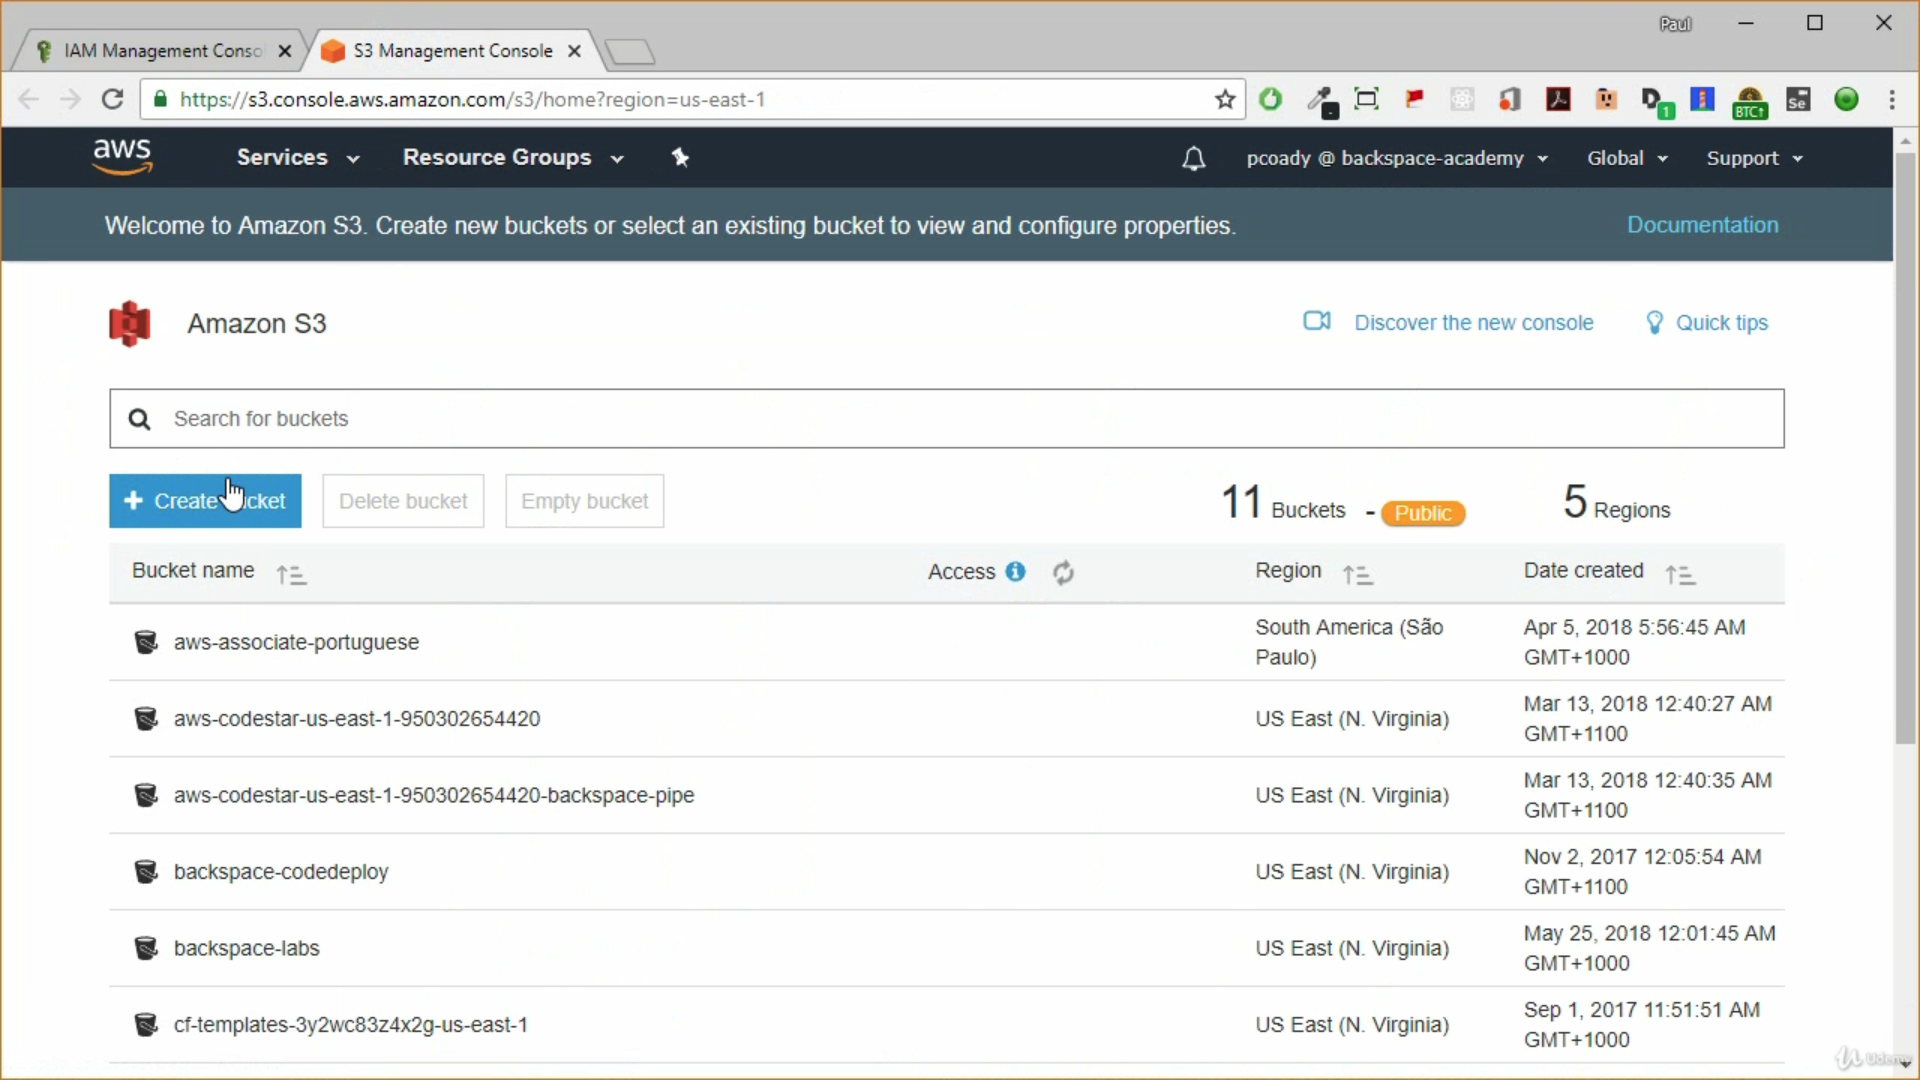 Paul
IAM Management Conso
S3 Management Console
https://s3.console.aws.amazon.com/s3/home?region=us-east-1
1
BTC↑
Se
aws
Services
Resource Groups
pcoady @ backspace-academy
Global
Support
Welcome to Amazon S3. Create new buckets or select an existing bucket to view and configure properties.
Documentation
Amazon S3
Discover the new console
Quick tips
Search for buckets
+ Create bucket
Delete bucket
Empty bucket
11 Buckets - Public
5 Regions
Bucket name
Access
Region
Date created
aws-associate-portuguese
South America (São
Paulo)
Apr 5, 2018 5:56:45 AM
GMT+1000
aws-codestar-us-east-1-950302654420
US East (N. Virginia)
Mar 13, 2018 12:40:27 AM
GMT+1100
aws-codestar-us-east-1-950302654420-backspace-pipe
US East (N. Virginia)
Mar 13, 2018 12:40:35 AM
GMT+1100
backspace-codedeploy
US East (N. Virginia)
Nov 2, 2017 12:05:54 AM
GMT+1100
backspace-labs
US East (N. Virginia)
May 25, 2018 12:01:45 AM
GMT+1000
cf-templates-3y2wc83z4x2g-us-east-1
US East (N. Virginia)
Sep 1, 2017 11:51:51 AM
GMT+1000
Udemy